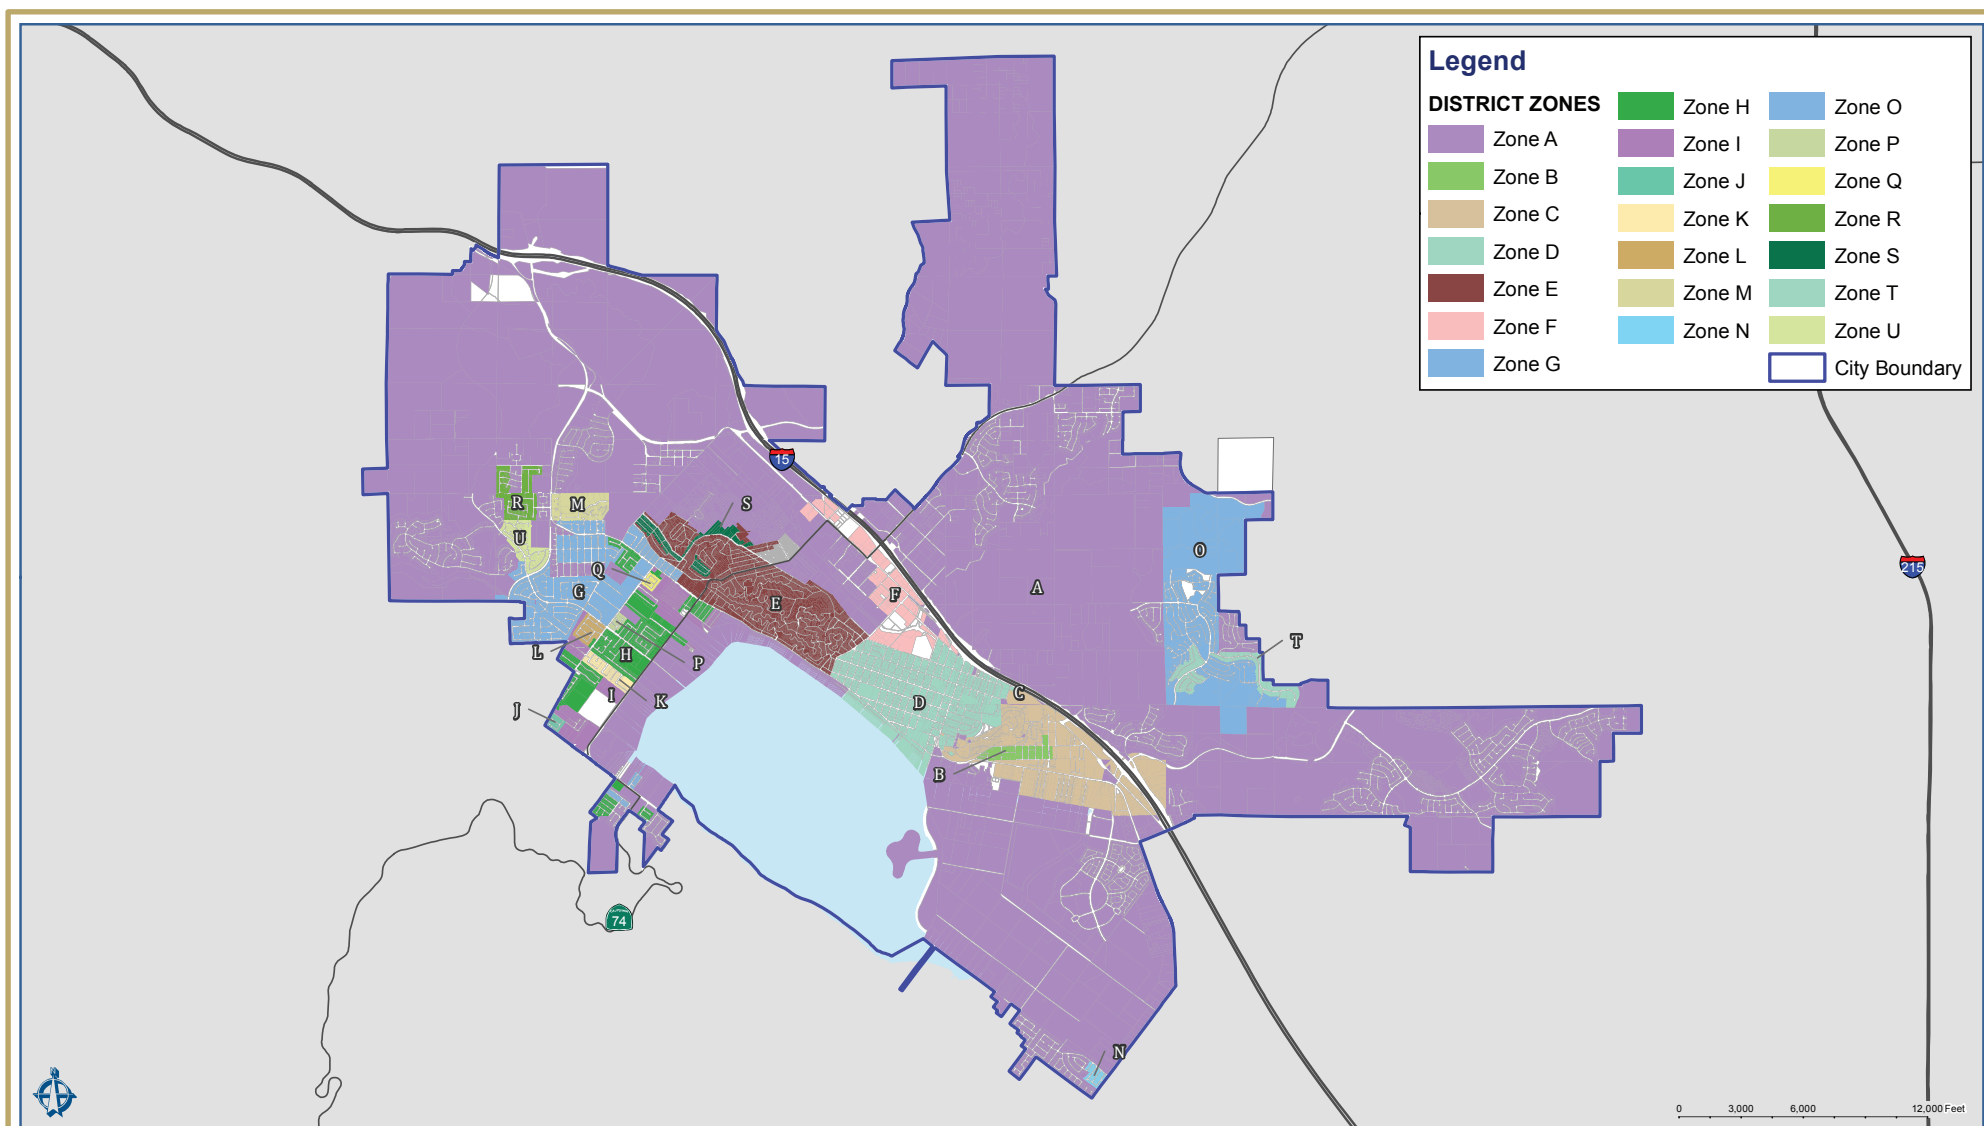 Legend
DISTRICT ZONES
Zone A
Zone B
Zone C
Zone D
Zone E
Zone F
Zone G
Zone H
Zone I
Zone J
Zone K
Zone L
Zone M
Zone N
Zone O
Zone P
Zone Q
Zone R
Zone S
Zone T
Zone U
City Boundary
15
R
M
S
U
O
215
Q
G
A
E
F
L
H
P
T
I
K
C
D
J
B
CALIFORNIA
74
N
0 3,000 6,000 12,000 Feet